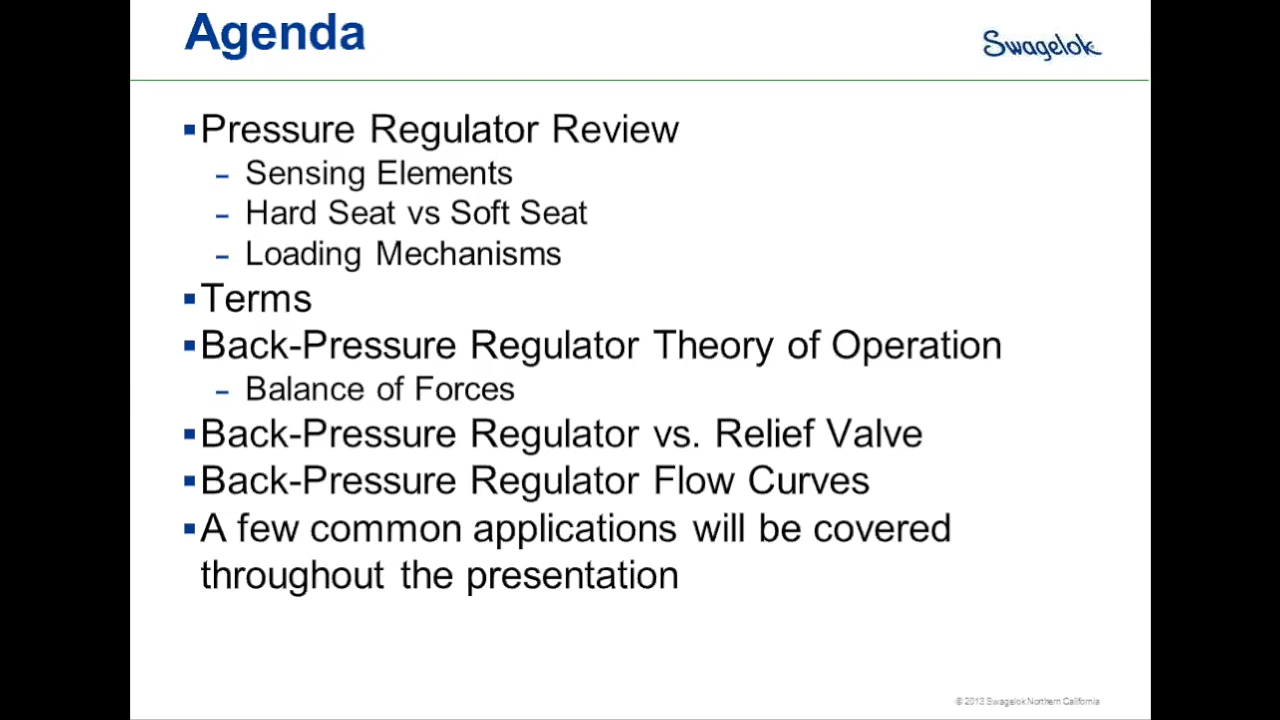 Agenda
Swagelok
▪Pressure Regulator Review
– Sensing Elements
– Hard Seat vs Soft Seat
– Loading Mechanisms
▪Terms
▪Back-Pressure Regulator Theory of Operation
– Balance of Forces
▪Back-Pressure Regulator vs. Relief Valve
▪Back-Pressure Regulator Flow Curves
▪A few common applications will be covered
throughout the presentation
© 2013 Swagelok Northern California